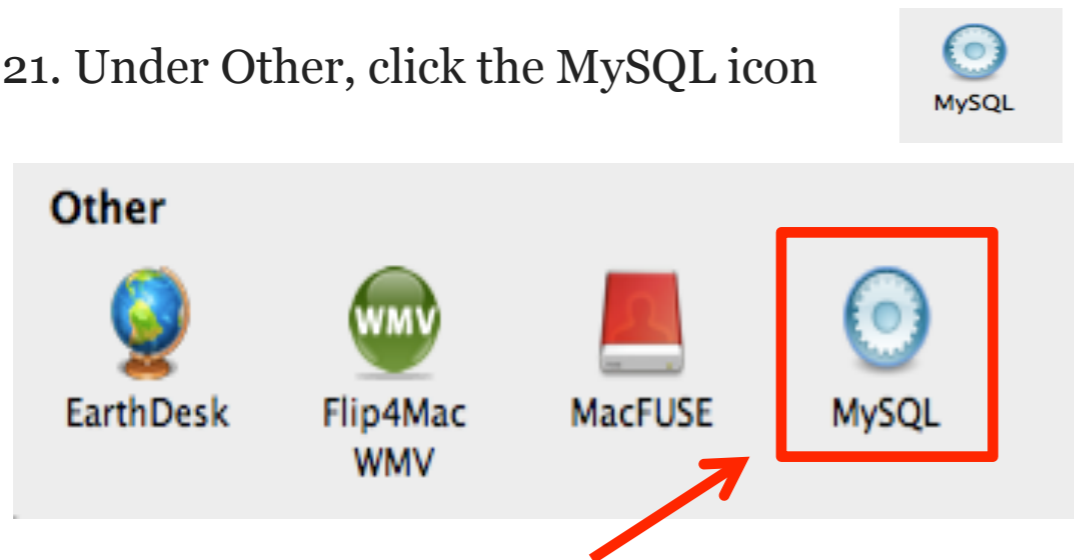 21. Under Other, click the MySQL icon
MySQL
Other
WMV
EarthDesk
Flip4Mac
WMV
MacFUSE
MySQL